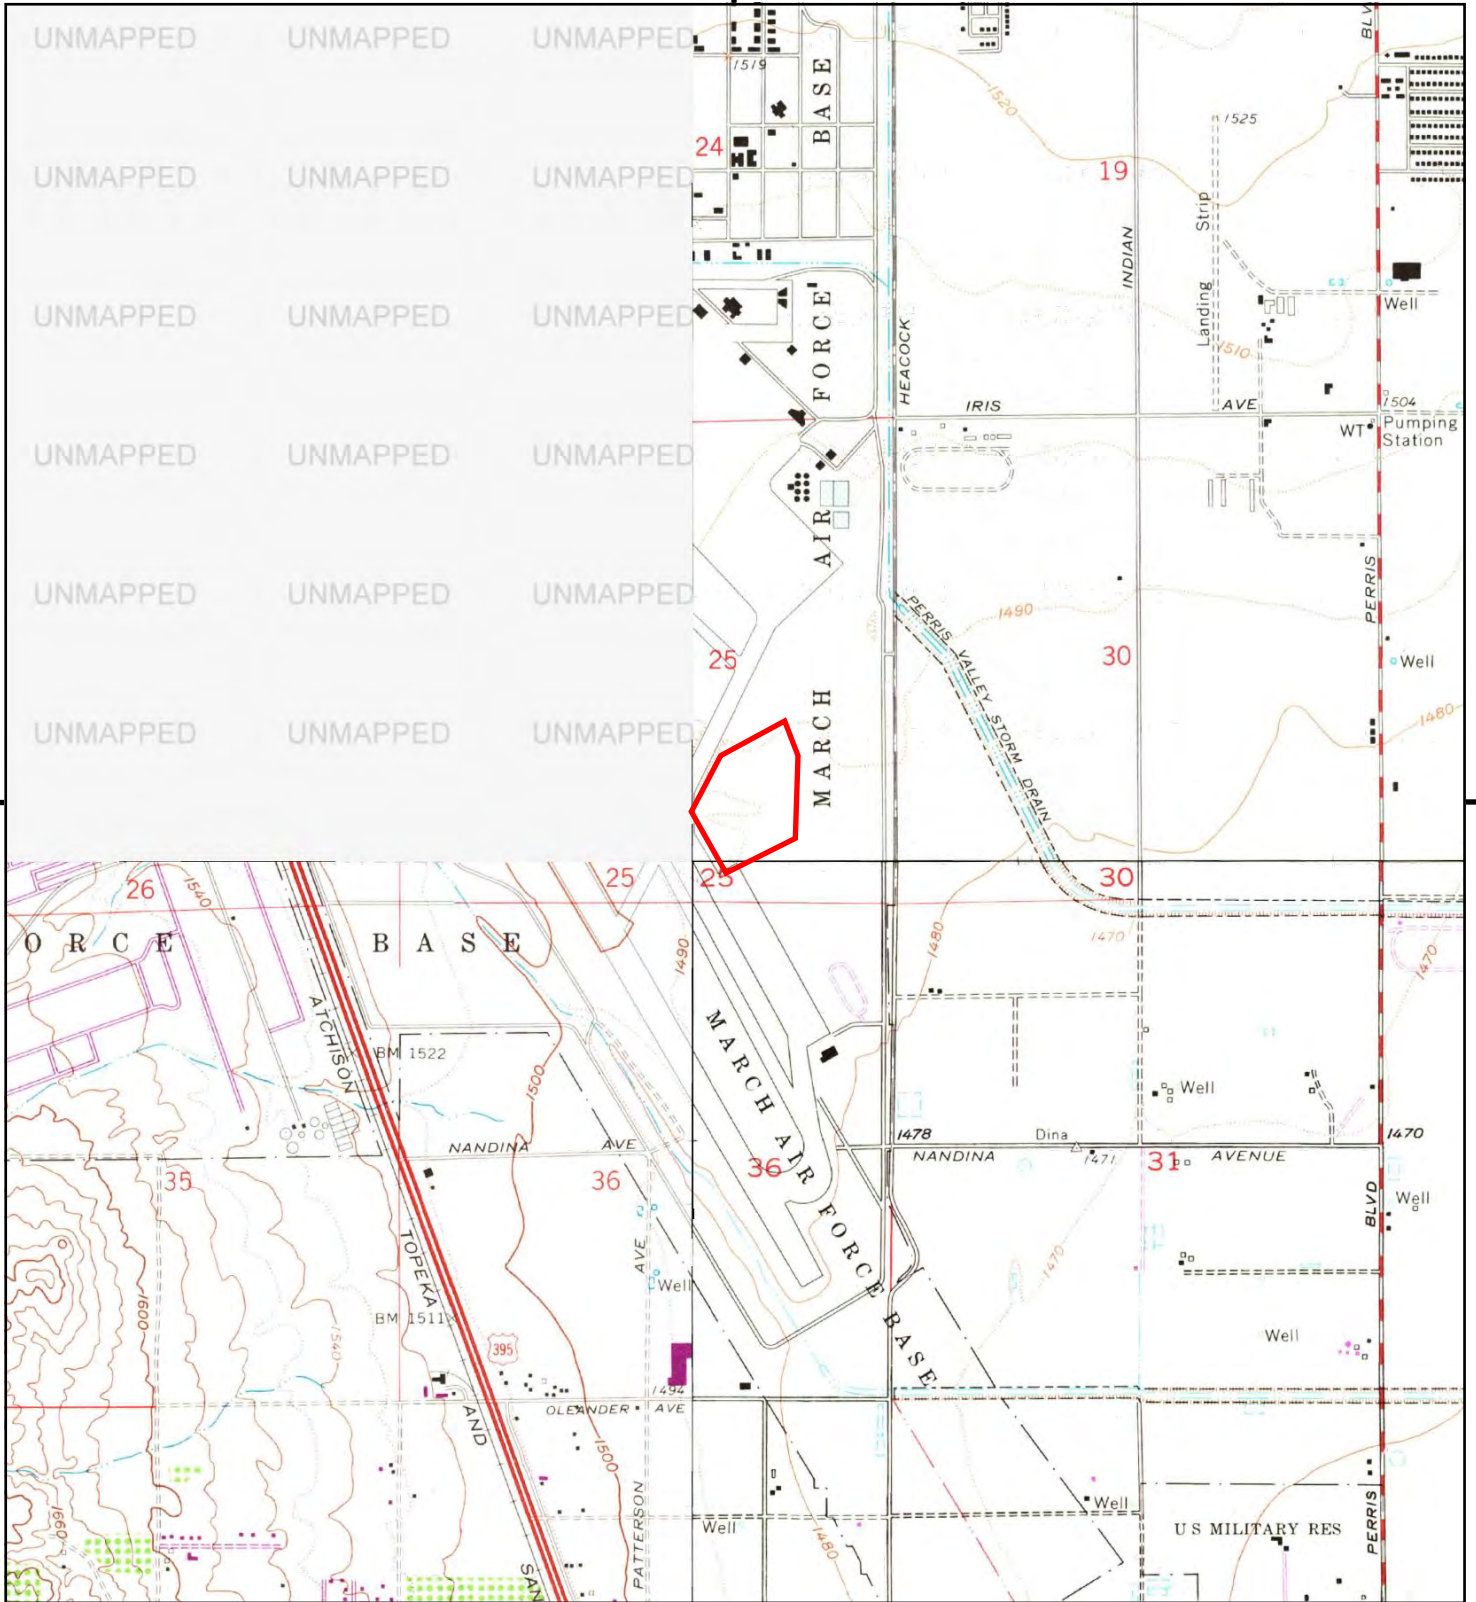 UNMAPPED UNMAPPED UNMAPPED
BLVD
1519
BASE
1520
1525
24
UNMAPPED UNMAPPED UNMAPPED
19
Landing Strip
INDIAN
Well
UNMAPPED UNMAPPED UNMAPPED
FORCE
HEACOCK
1510
IRIS
AVE
1504
WT
Pumping
Station
UNMAPPED UNMAPPED UNMAPPED
AIR
PERRIS
UNMAPPED UNMAPPED UNMAPPED
1490
PERRIS VALLEY STORM DRAIN
25
30
Well
MARCH
1480
UNMAPPED UNMAPPED UNMAPPED
26
1540
25
25
30
ORCE
BASE
1490
1480
1470
1470
ATCHISON
BM 1522
1500
MARCH AIR FORCE BASE
Well
1478
Dina
1470
NANDINA
AVE
NANDINA
1471
AVENUE
35
36
36
31
BLVD
Well
TOPEKA
AVE
1470
Well
1600
BM 1511
1540
395
Well
1494
OLEANDER
AVE
AND
1500
1660
PATTERSON
Well
1480
Well
US MILITARY RES
PERRIS
SAN